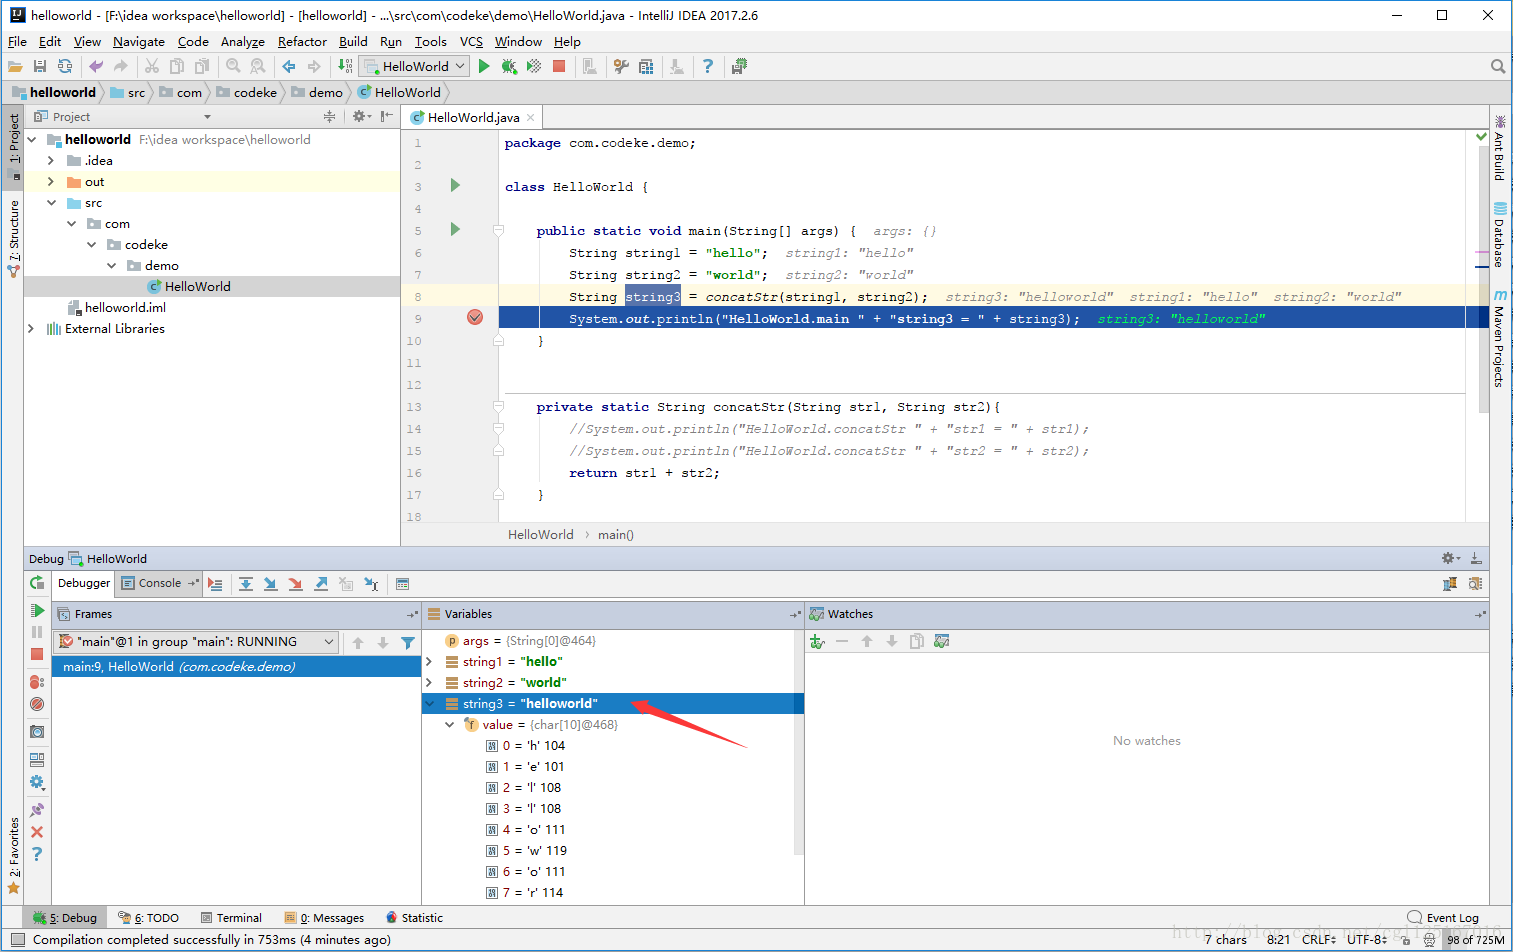 helloworld - [F:\idea workspace\helloworld] - [helloworld] - ...\src\com\codeke\demo\HelloWorld.java - IntelliJ IDEA 2017.2.6
File Edit View Navigate Code Analyze Refactor Build Run Tools VCS Window Help
HelloWorld
helloworld src com codeke demo HelloWorld
Project
HelloWorld.java
1: Project
7: Structure
2: Favorites
helloworld F:\idea workspace\helloworld
.idea
out
src
com
codeke
demo
HelloWorld
helloworld.iml
External Libraries
1 package com.codeke.demo;
2
3 class HelloWorld {
4
5 public static void main(String[] args) { args: {}
6 String string1 = "hello"; string1: "hello"
7 String string2 = "world"; string2: "world"
8 String string3 = concatStr(string1, string2); string3: "helloworld" string1: "hello" string2: "world"
9 System.out.println("HelloWorld.main " + "string3 = " + string3); string3: "helloworld"
10 }
11
12
13 private static String concatStr(String str1, String str2){
14 //System.out.println("HelloWorld.concatStr " + "str1 = " + str1);
15 //System.out.println("HelloWorld.concatStr " + "str2 = " + str2);
16 return str1 + str2;
17 }
18
HelloWorld main()
Ant Build
Database
Maven Projects
Debug HelloWorld
Debugger Console
Frames
"main"@1 in group "main": RUNNING
main:9, HelloWorld (com.codeke.demo)
Variables
args = {String[0]@464}
string1 = "hello"
string2 = "world"
string3 = "helloworld"
value = {char[10]@468}
0 = 'h' 104
1 = 'e' 101
2 = 'l' 108
3 = 'l' 108
4 = 'o' 111
5 = 'w' 119
6 = 'o' 111
7 = 'r' 114
Watches
No watches
5: Debug 6: TODO Terminal 0: Messages Statistic Event Log
Compilation completed successfully in 753ms (4 minutes ago) 7 chars 8:21 CRLF UTF-8 98 of 725M